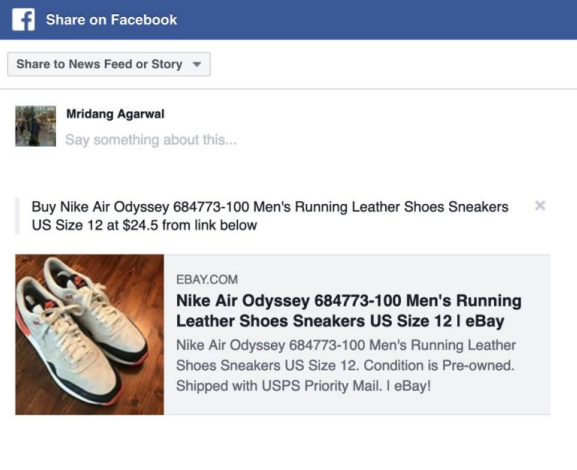 Share on Facebook
Share to News Feed or Story
Mridang Agarwal
Say something about this...
Buy Nike Air Odyssey 684773-100 Men's Running Leather Shoes Sneakers
US Size 12 at $24.5 from link below
EBAY.COM
Nike Air Odyssey 684773-100 Men's Running
Leather Shoes Sneakers US Size 12 | eBay
Nike Air Odyssey 684773-100 Men's Running Leather
Shoes Sneakers US Size 12. Condition is Pre-owned.
Shipped with USPS Priority Mail. | eBay!